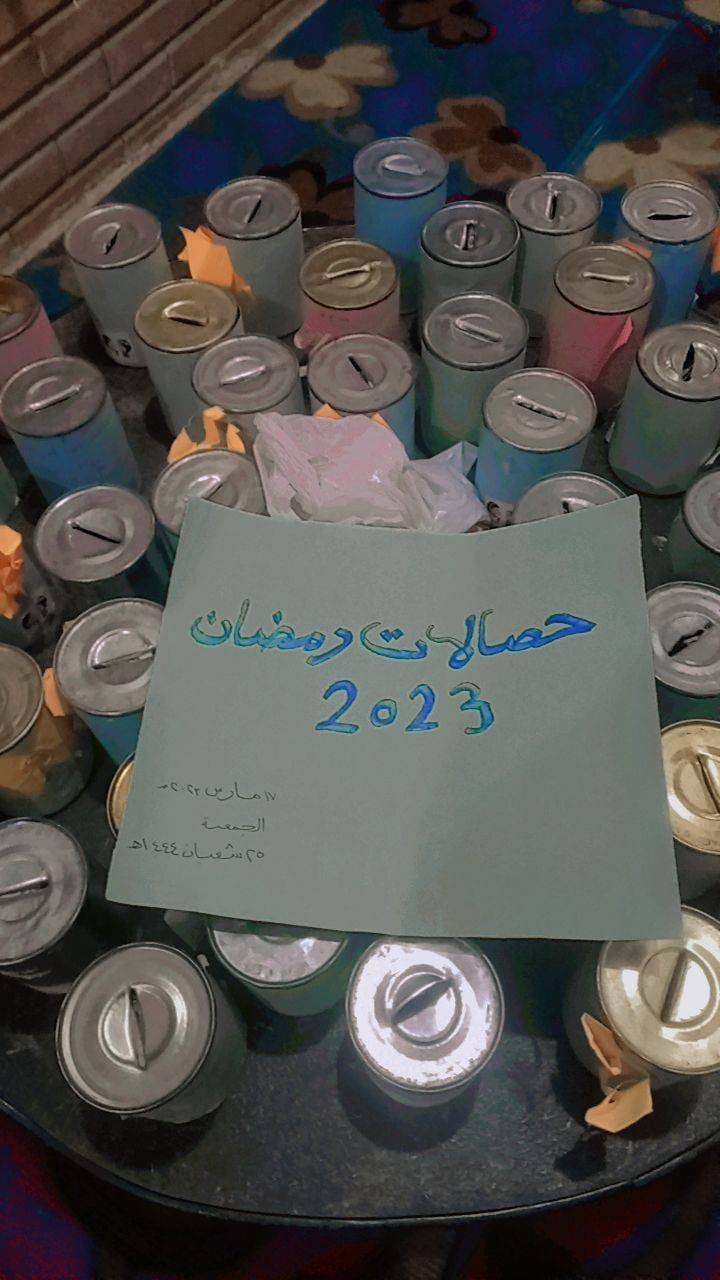 حصالات رمضان
2023
١٧ مارس ٢٠٢٣م
الجمعة
٢٥ شعبان ١٤٤٤هـ